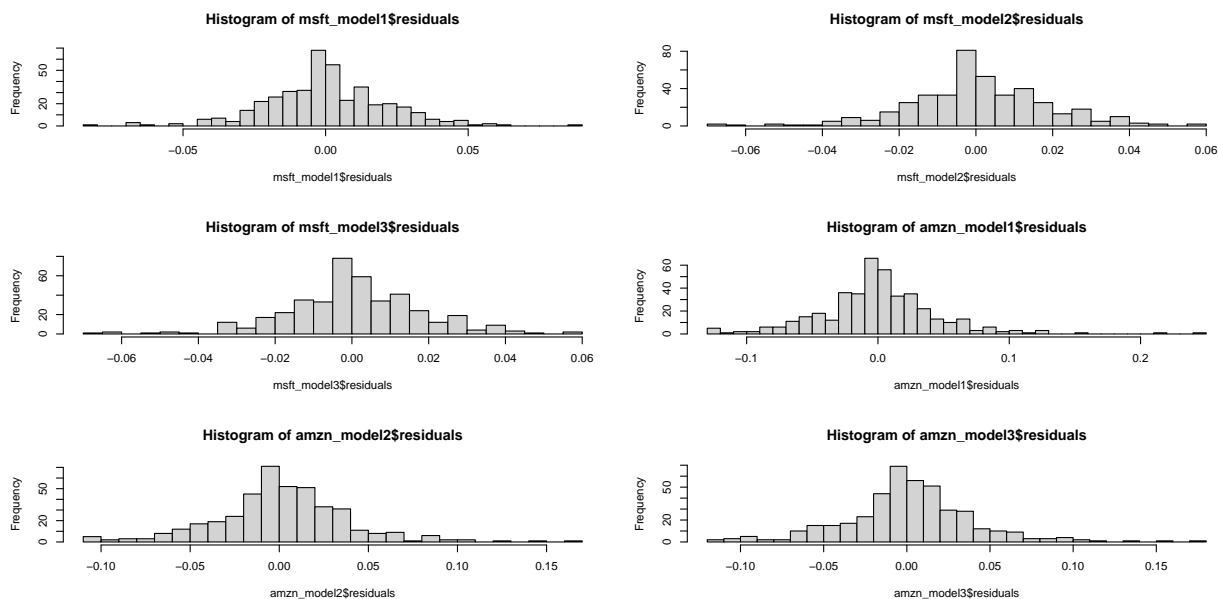 Histogram of msft_model1$residuals
Frequency
0 20 50
−0.05 0.00 0.05
msft_model1$residuals
Histogram of msft_model2$residuals
Frequency
0 40 80
−0.06 −0.04 −0.02 0.00 0.02 0.04 0.06
msft_model2$residuals
Histogram of msft_model3$residuals
Frequency
0 20 60
−0.06 −0.04 −0.02 0.00 0.02 0.04 0.06
msft_model3$residuals
Histogram of amzn_model1$residuals
Frequency
0 20 40 60
−0.1 0.0 0.1 0.2
amzn_model1$residuals
Histogram of amzn_model2$residuals
Frequency
0 20 50
−0.10 −0.05 0.00 0.05 0.10 0.15
amzn_model2$residuals
Histogram of amzn_model3$residuals
Frequency
0 20 50
−0.10 −0.05 0.00 0.05 0.10 0.15
amzn_model3$residuals